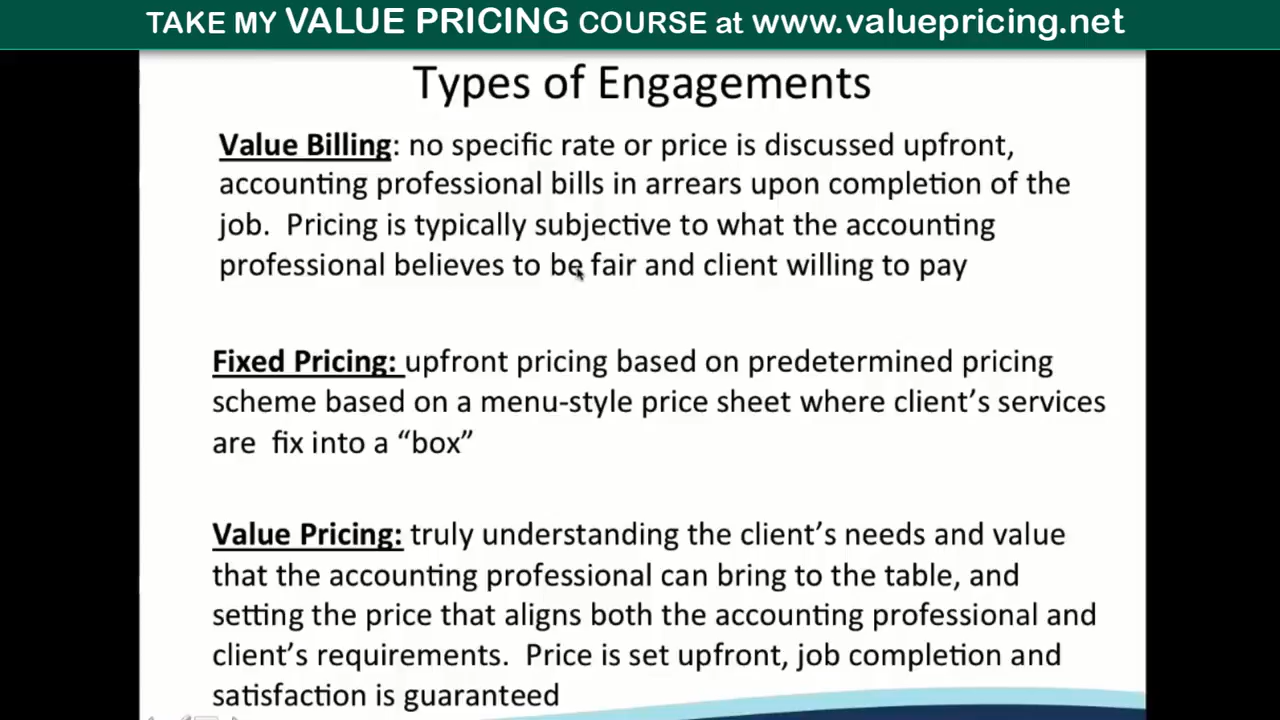 TAKE MY VALUE PRICING COURSE at www.valuepricing.net
Types of Engagements
Value Billing: no specific rate or price is discussed upfront,
accounting professional bills in arrears upon completion of the
job.  Pricing is typically subjective to what the accounting
professional believes to be fair and client willing to pay
Fixed Pricing: upfront pricing based on predetermined pricing
scheme based on a menu-style price sheet where client’s services
are  fix into a “box”
Value Pricing: truly understanding the client’s needs and value
that the accounting professional can bring to the table, and
setting the price that aligns both the accounting professional and
client’s requirements.  Price is set upfront, job completion and
satisfaction is guaranteed